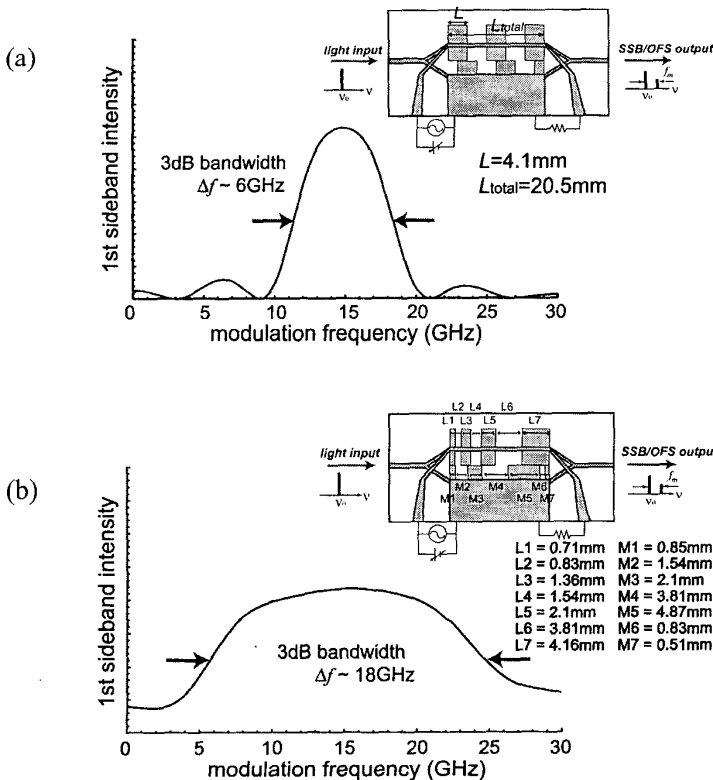 (a)
L
Ltotal
light input
SSB/OFS output
ν₀ ν
fm
ν₀ ν
3dB bandwidth
Δf ~ 6GHz
L=4.1mm
Ltotal=20.5mm
1st sideband intensity
0 5 10 15 20 25 30
modulation frequency (GHz)
(b)
L2 L4 L6
L1 L3 L5 L7
light input
SSB/OFS output
M2 M4 M6
M1 M3 M5 M7
ν₀ ν
fm
ν₀ ν
L1 = 0.71mm M1 = 0.85mm
L2 = 0.83mm M2 = 1.54mm
L3 = 1.36mm M3 = 2.1mm
L4 = 1.54mm M4 = 3.81mm
L5 = 2.1mm M5 = 4.87mm
L6 = 3.81mm M6 = 0.83mm
L7 = 4.16mm M7 = 0.51mm
3dB bandwidth
Δf ~ 18GHz
1st sideband intensity
0 5 10 15 20 25 30
modulation frequency (GHz)